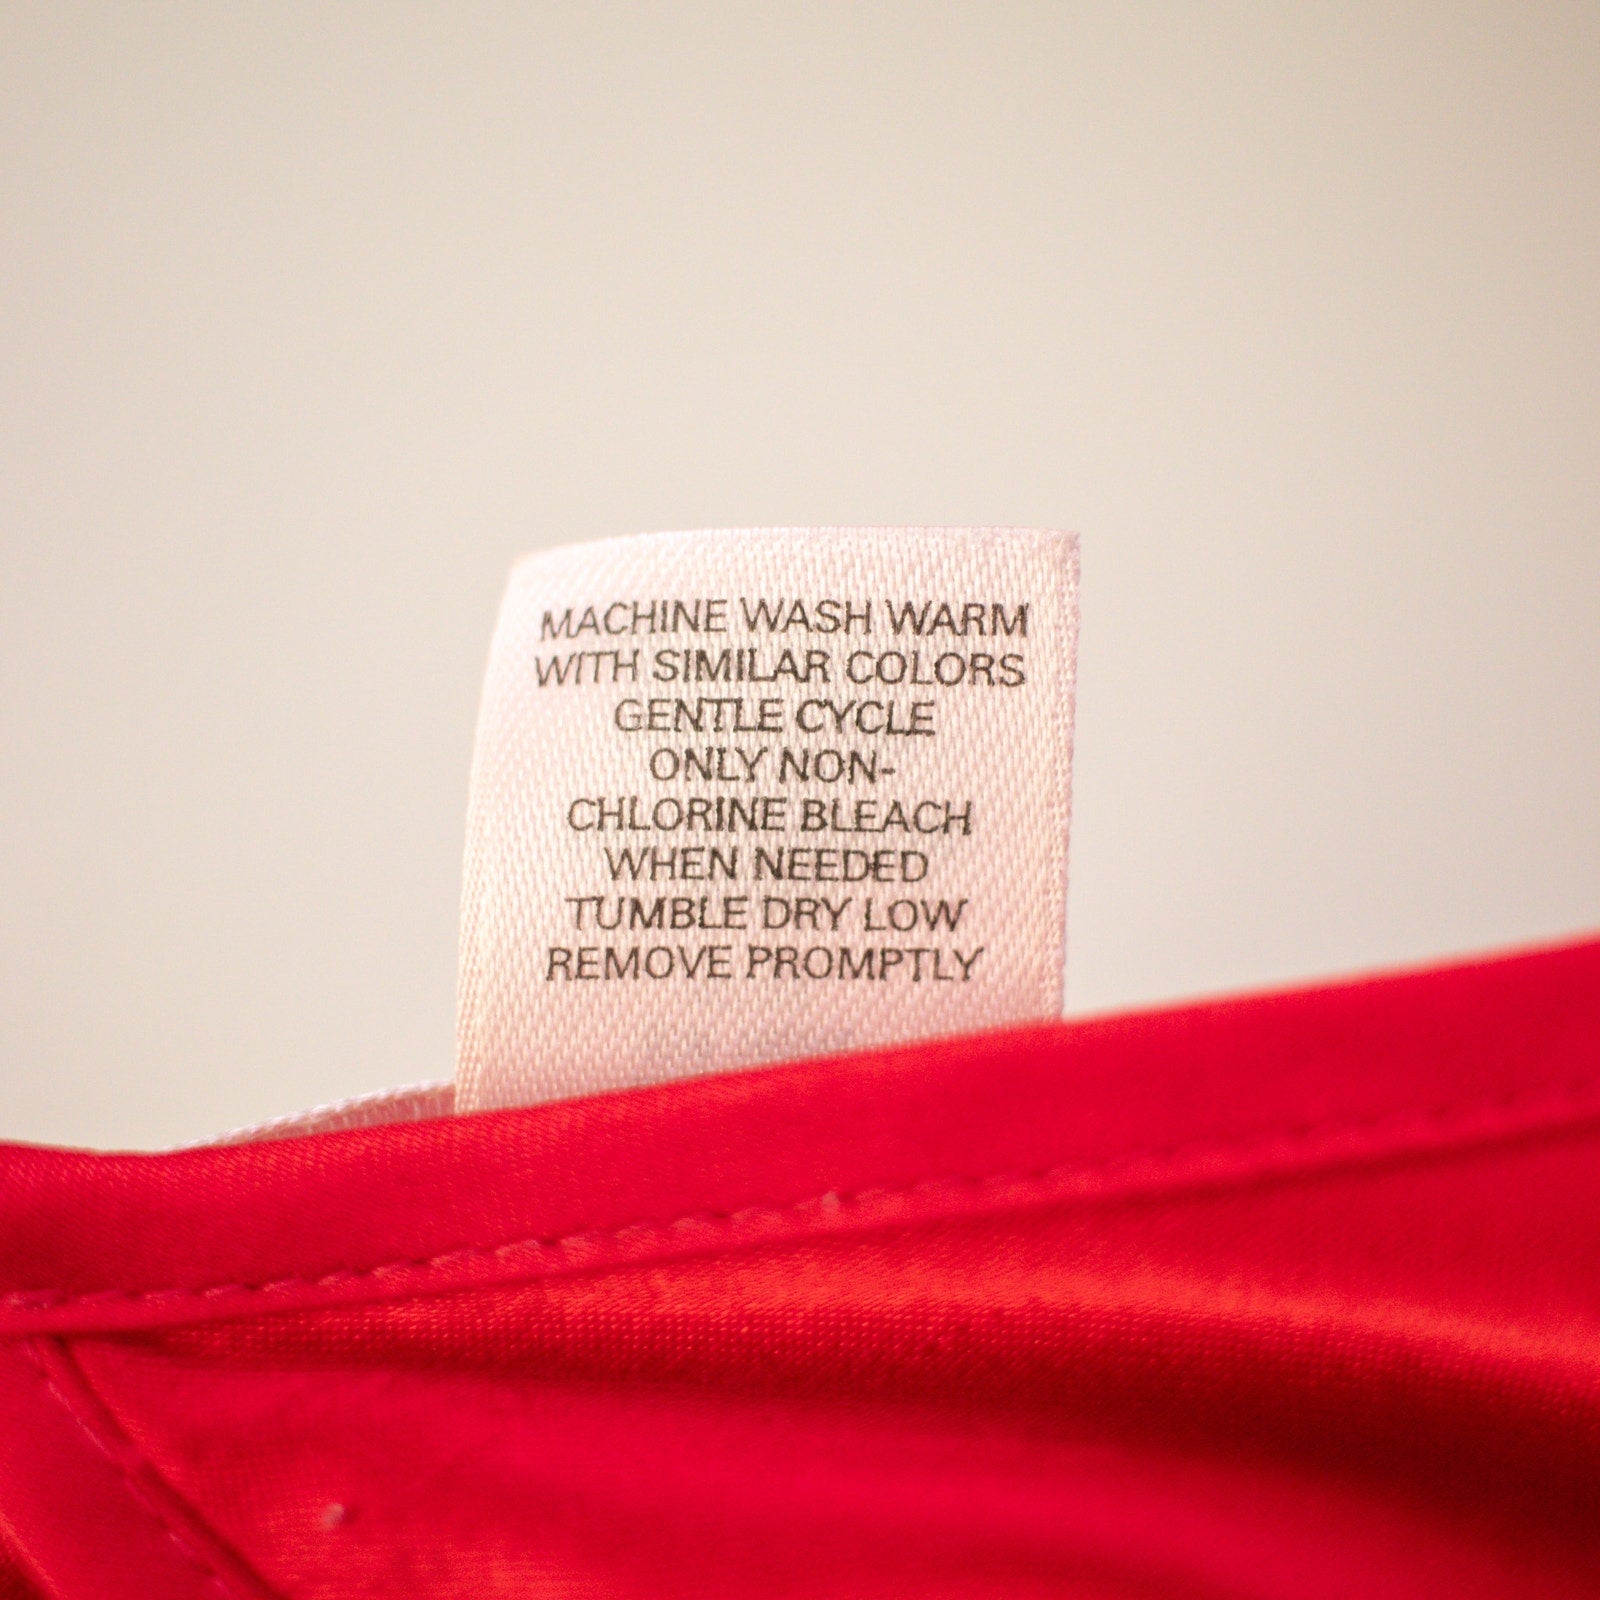 MACHINE WASH WARM
WITH SIMILAR COLORS
GENTLE CYCLE
ONLY NON-
CHLORINE BLEACH
WHEN NEEDED
TUMBLE DRY LOW
REMOVE PROMPTLY